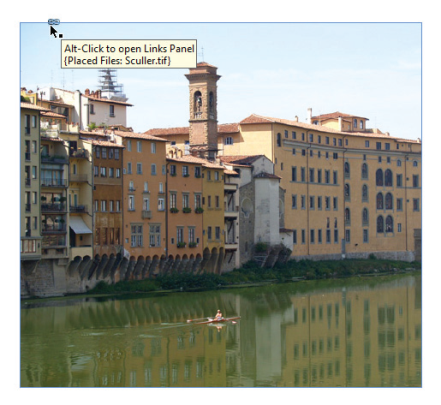 Alt-Click to open Links Panel
{Placed Files: Sculler.tif}